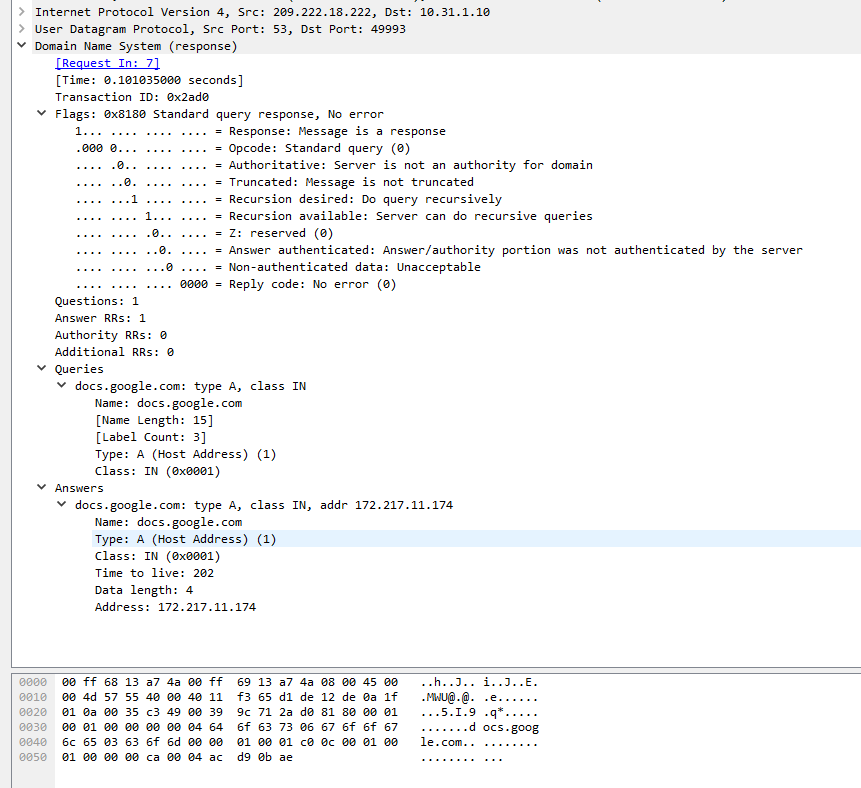 Internet Protocol Version 4, Src: 209.222.18.222, Dst: 10.31.1.10
User Datagram Protocol, Src Port: 53, Dst Port: 49993
Domain Name System (response)
[Request In: 7]
[Time: 0.101035000 seconds]
Transaction ID: 0x2ad0
Flags: 0x8180 Standard query response, No error
1... .... .... .... = Response: Message is a response
.000 0... .... .... = Opcode: Standard query (0)
.... .0.. .... .... = Authoritative: Server is not an authority for domain
.... ..0. .... .... = Truncated: Message is not truncated
.... ...1 .... .... = Recursion desired: Do query recursively
.... .... 1... .... = Recursion available: Server can do recursive queries
.... .... .0.. .... = Z: reserved (0)
.... .... ..0. .... = Answer authenticated: Answer/authority portion was not authenticated by the server
.... .... ...0 .... = Non-authenticated data: Unacceptable
.... .... .... 0000 = Reply code: No error (0)
Questions: 1
Answer RRs: 1
Authority RRs: 0
Additional RRs: 0
Queries
docs.google.com: type A, class IN
Name: docs.google.com
[Name Length: 15]
[Label Count: 3]
Type: A (Host Address) (1)
Class: IN (0x0001)
Answers
docs.google.com: type A, class IN, addr 172.217.11.174
Name: docs.google.com
Type: A (Host Address) (1)
Class: IN (0x0001)
Time to live: 202
Data length: 4
Address: 172.217.11.174
0000 00 ff 68 13 a7 4a 00 ff 69 13 a7 4a 08 00 45 00 ..h..J.. i..J..E.
0010 00 4d 57 55 40 00 40 11 f3 65 d1 de 12 de 0a 1f .MWU@.@. .e......
0020 01 0a 00 35 c3 49 00 39 9c 71 2a d0 81 80 00 01 ...5.I.9 .q*.....
0030 00 01 00 00 00 00 04 64 6f 63 73 06 67 6f 6f 67 .......d ocs.goog
0040 6c 65 03 63 6f 6d 00 00 01 00 01 c0 0c 00 01 00 le.com.. ........
0050 01 00 00 00 ca 00 04 ac d9 0b ae ........ ...